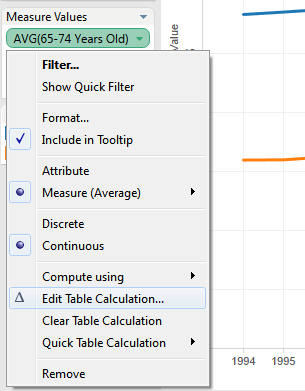 Measure Values
AVG(65-74 Years Old)
Filter...
Show Quick Filter
Format...
Include in Tooltip
Attribute
Measure (Average)
Discrete
Continuous
Compute using
Δ Edit Table Calculation...
Clear Table Calculation
Quick Table Calculation
Remove
Value
1994 1995